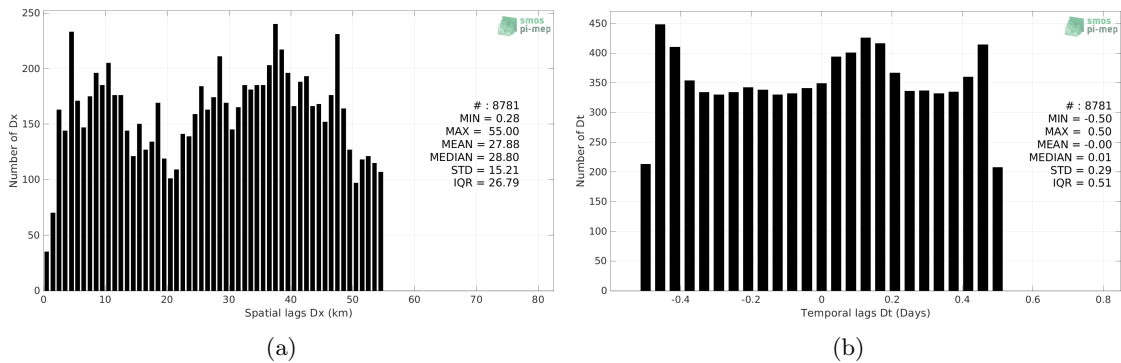 250
200
150
100
50
0
Number of Dx
smos
pi-mep
# : 8781
MIN = 0.28
MAX = 55.00
MEAN = 27.88
MEDIAN = 28.80
STD = 15.21
IQR = 26.79
0 10 20 30 40 50 60 70 80
Spatial lags Dx (km)
(a)
450
400
350
300
250
200
150
100
50
0
Number of Dt
smos
pi-mep
# : 8781
MIN = -0.50
MAX = 0.50
MEAN = -0.00
MEDIAN = 0.01
STD = 0.29
IQR = 0.51
-0.4 -0.2 0 0.2 0.4 0.6 0.8
Temporal lags Dt (Days)
(b)